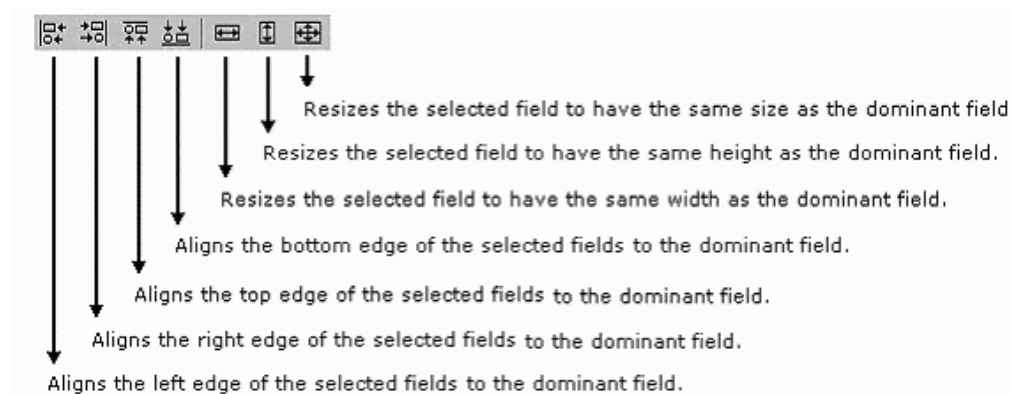 Resizes the selected field to have the same size as the dominant field
Resizes the selected field to have the same height as the dominant field.
Resizes the selected field to have the same width as the dominant field.
Aligns the bottom edge of the selected fields to the dominant field.
Aligns the top edge of the selected fields to the dominant field.
Aligns the right edge of the selected fields to the dominant field.
Aligns the left edge of the selected fields to the dominant field.